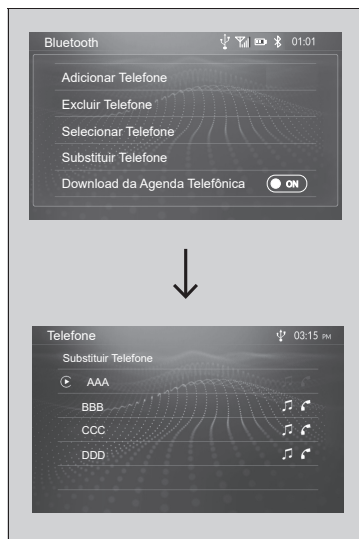 Bluetooth 01:01
Adicionar Telefone
Excluir Telefone
Selecionar Telefone
Substituir Telefone
Download da Agenda Telefônica ON
Telefone 03:15 PM
Substituir Telefone
AAA
BBB
CCC
DDD